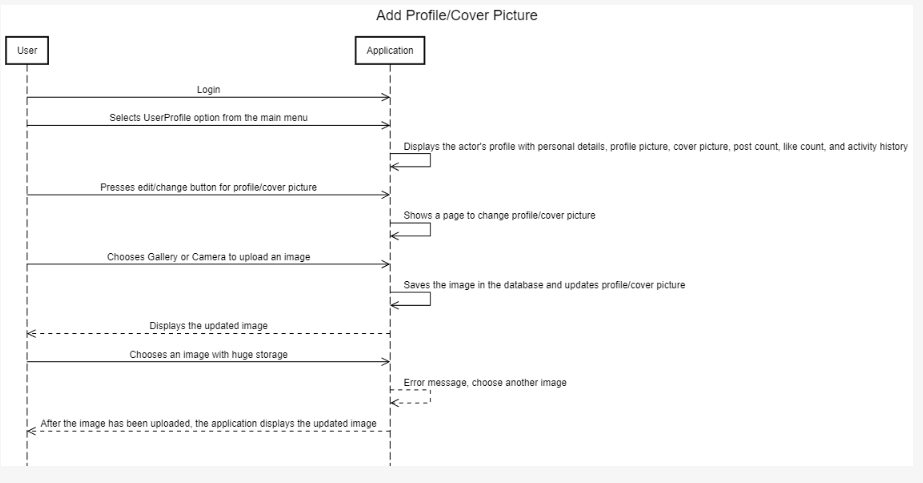 Add Profile/Cover Picture
User
Application
Login
Selects UserProfile option from the main menu
Displays the actor's profile with personal details, profile picture, cover picture, post count, like count, and activity history
Presses edit/change button for profile/cover picture
Shows a page to change profile/cover picture
Chooses Gallery or Camera to upload an image
Saves the image in the database and updates profile/cover picture
Displays the updated image
Chooses an image with huge storage
Error message, choose another image
After the image has been uploaded, the application displays the updated image